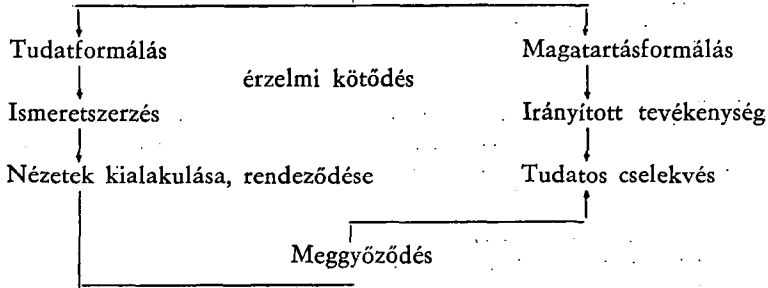 Tudatformálás Magatartásformálás
érzelmi kötődés
Ismeretszerzés Irányított tevékenység
Nézetek kialakulása, rendeződése Tudatos cselekvés
Meggyőződés